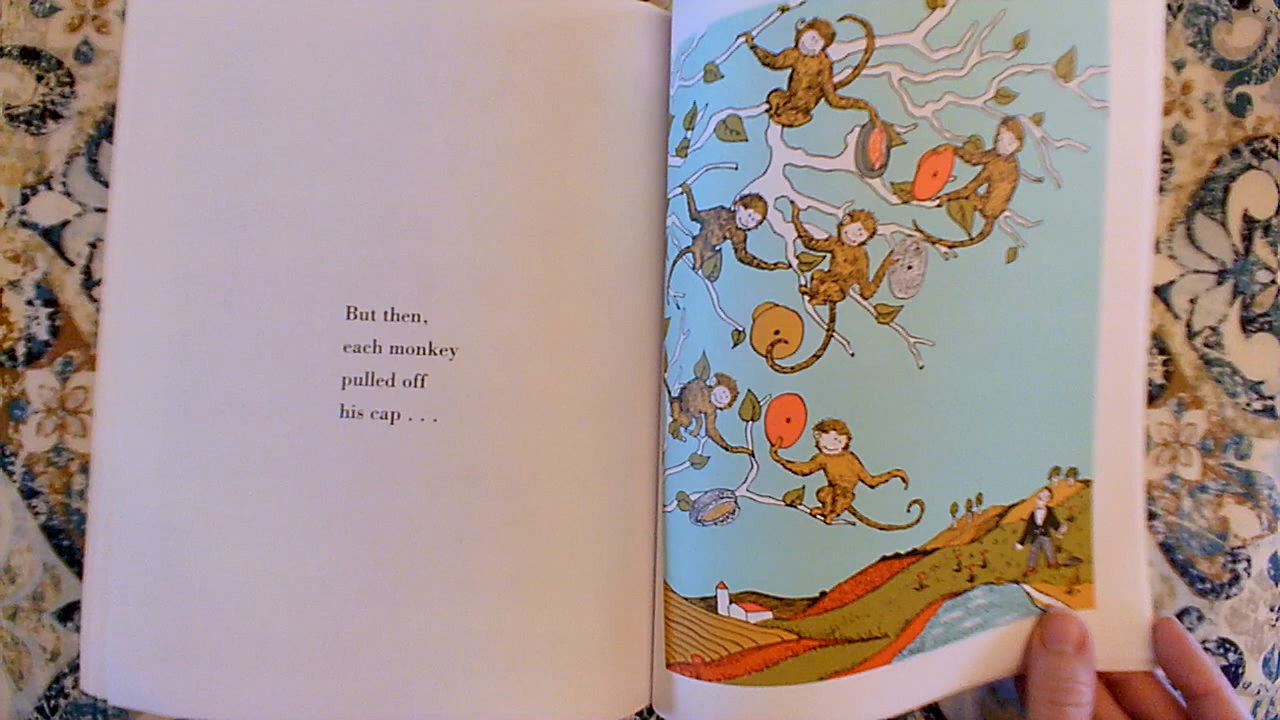 But then,
each monkey
pulled off
his cap . . .